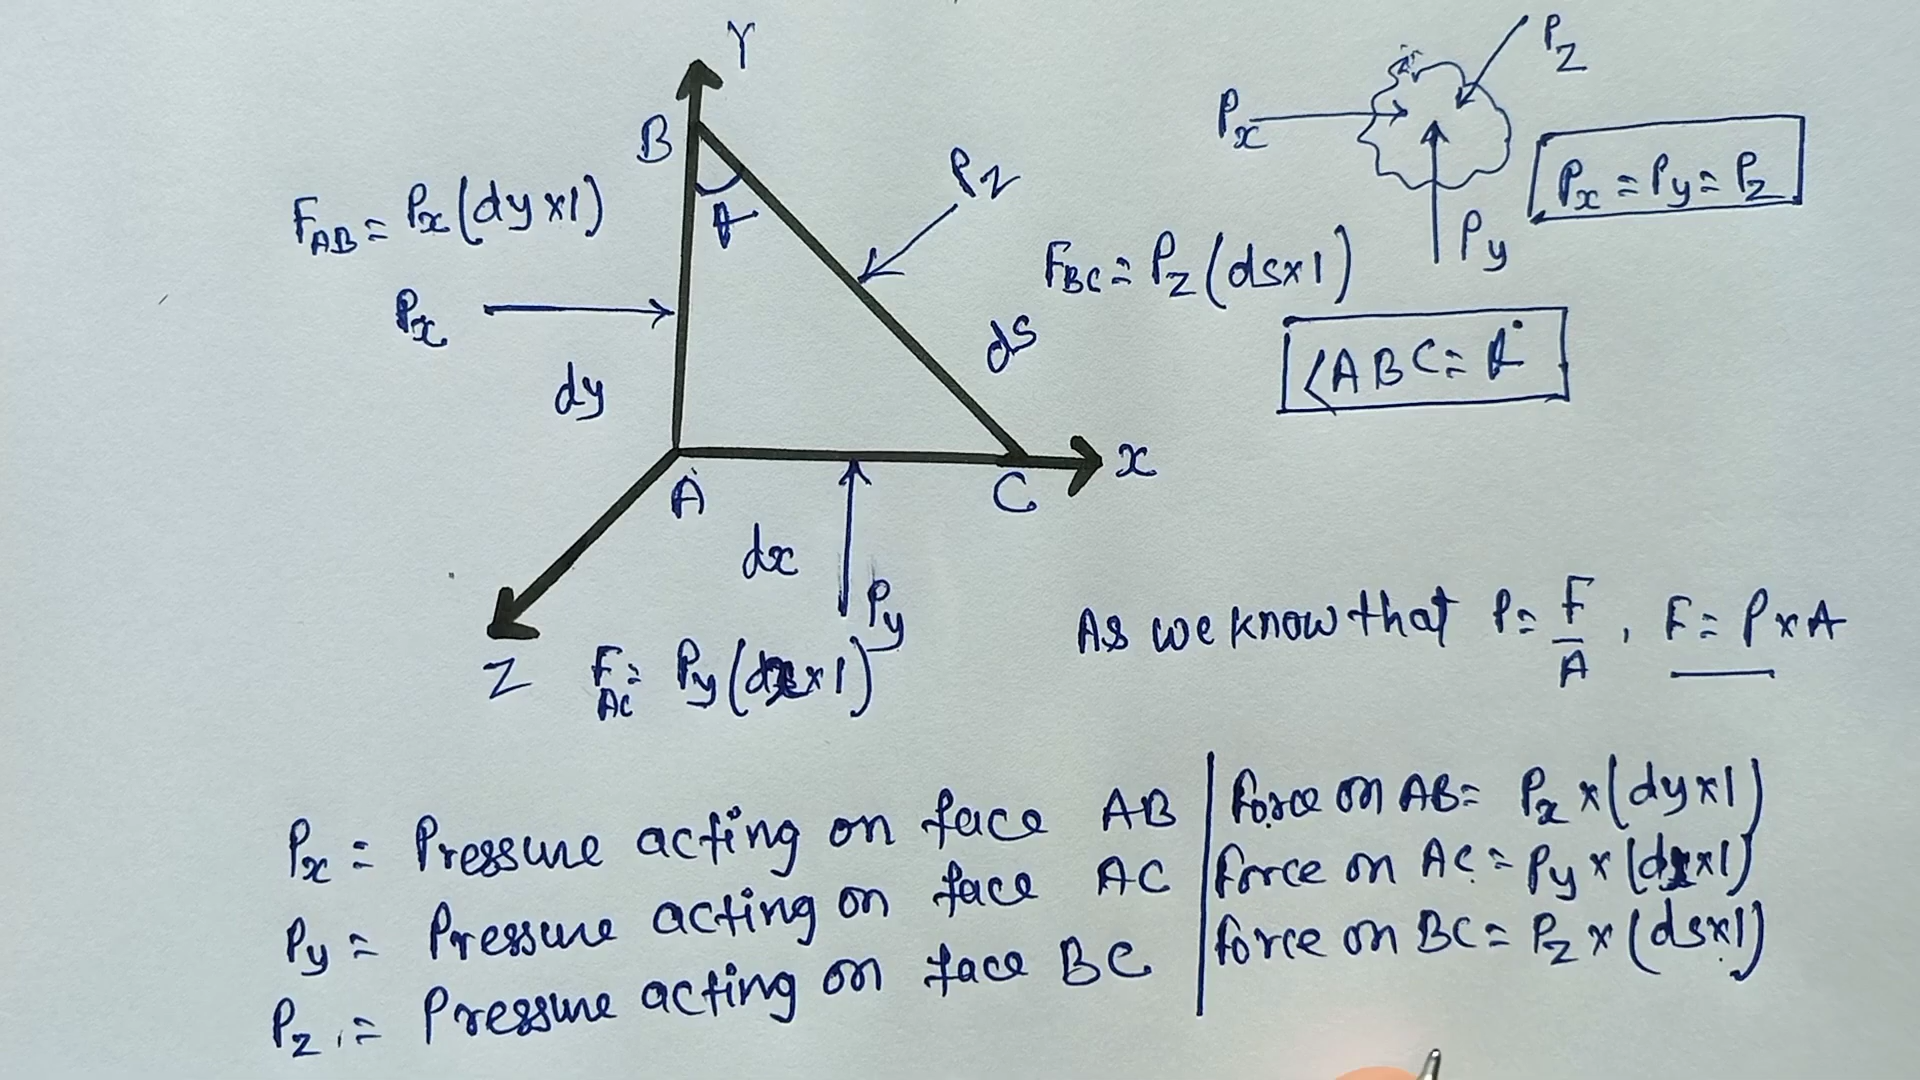 Y
B
F_AB = Px (dy x 1)
Px
dy
Pz
F_BC = Pz (ds x 1)
ds
Px
Pz
Py
Px = Py = Pz
<ABC =
A
C
x
dx
Py
Z
F_AC = Py (dx x 1)
As we know that P = F/A , F = P x A
Px = Pressure acting on face AB
Py = Pressure acting on face AC
Pz = Pressure acting on face BC
Force on AB = Px x (dy x 1)
Force on AC = Py x (dx x 1)
Force on BC = Pz x (ds x 1)